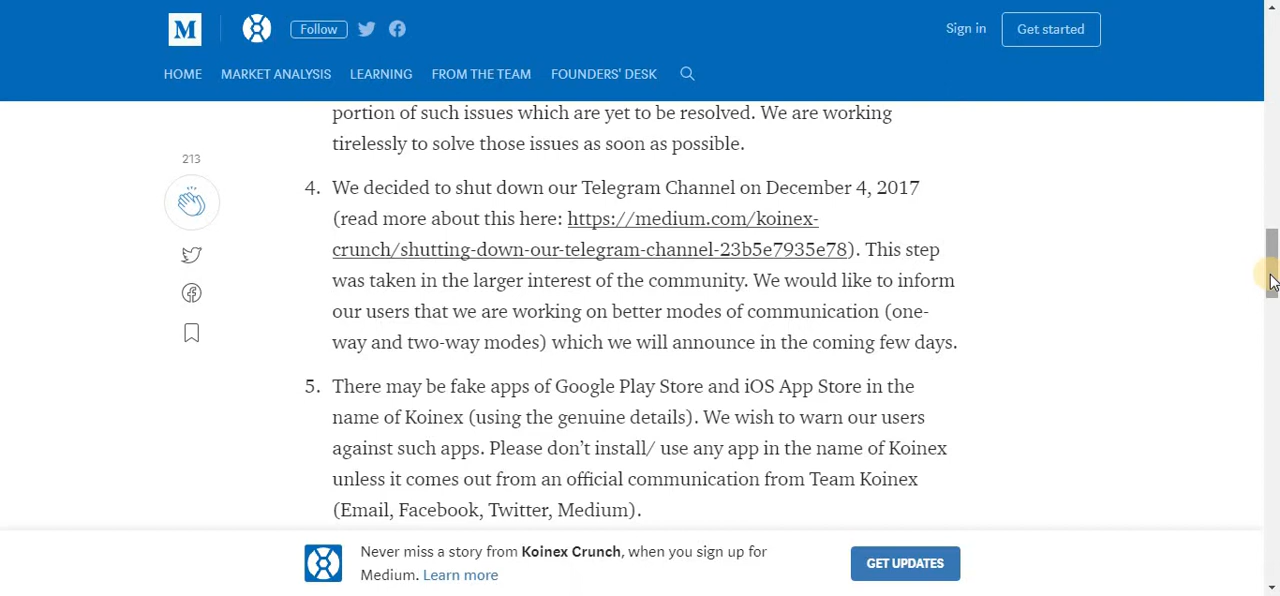 M
Follow
Sign in
Get started
HOME
MARKET ANALYSIS
LEARNING
FROM THE TEAM
FOUNDERS' DESK
portion of such issues which are yet to be resolved. We are working
tirelessly to solve those issues as soon as possible.
213
4. We decided to shut down our Telegram Channel on December 4, 2017
(read more about this here: https://medium.com/koinex-
crunch/shutting-down-our-telegram-channel-23b5e7935e78). This step
was taken in the larger interest of the community. We would like to inform
our users that we are working on better modes of communication (one-
way and two-way modes) which we will announce in the coming few days.
5. There may be fake apps of Google Play Store and iOS App Store in the
name of Koinex (using the genuine details). We wish to warn our users
against such apps. Please don’t install/ use any app in the name of Koinex
unless it comes out from an official communication from Team Koinex
(Email, Facebook, Twitter, Medium).
Never miss a story from Koinex Crunch, when you sign up for
Medium. Learn more
GET UPDATES